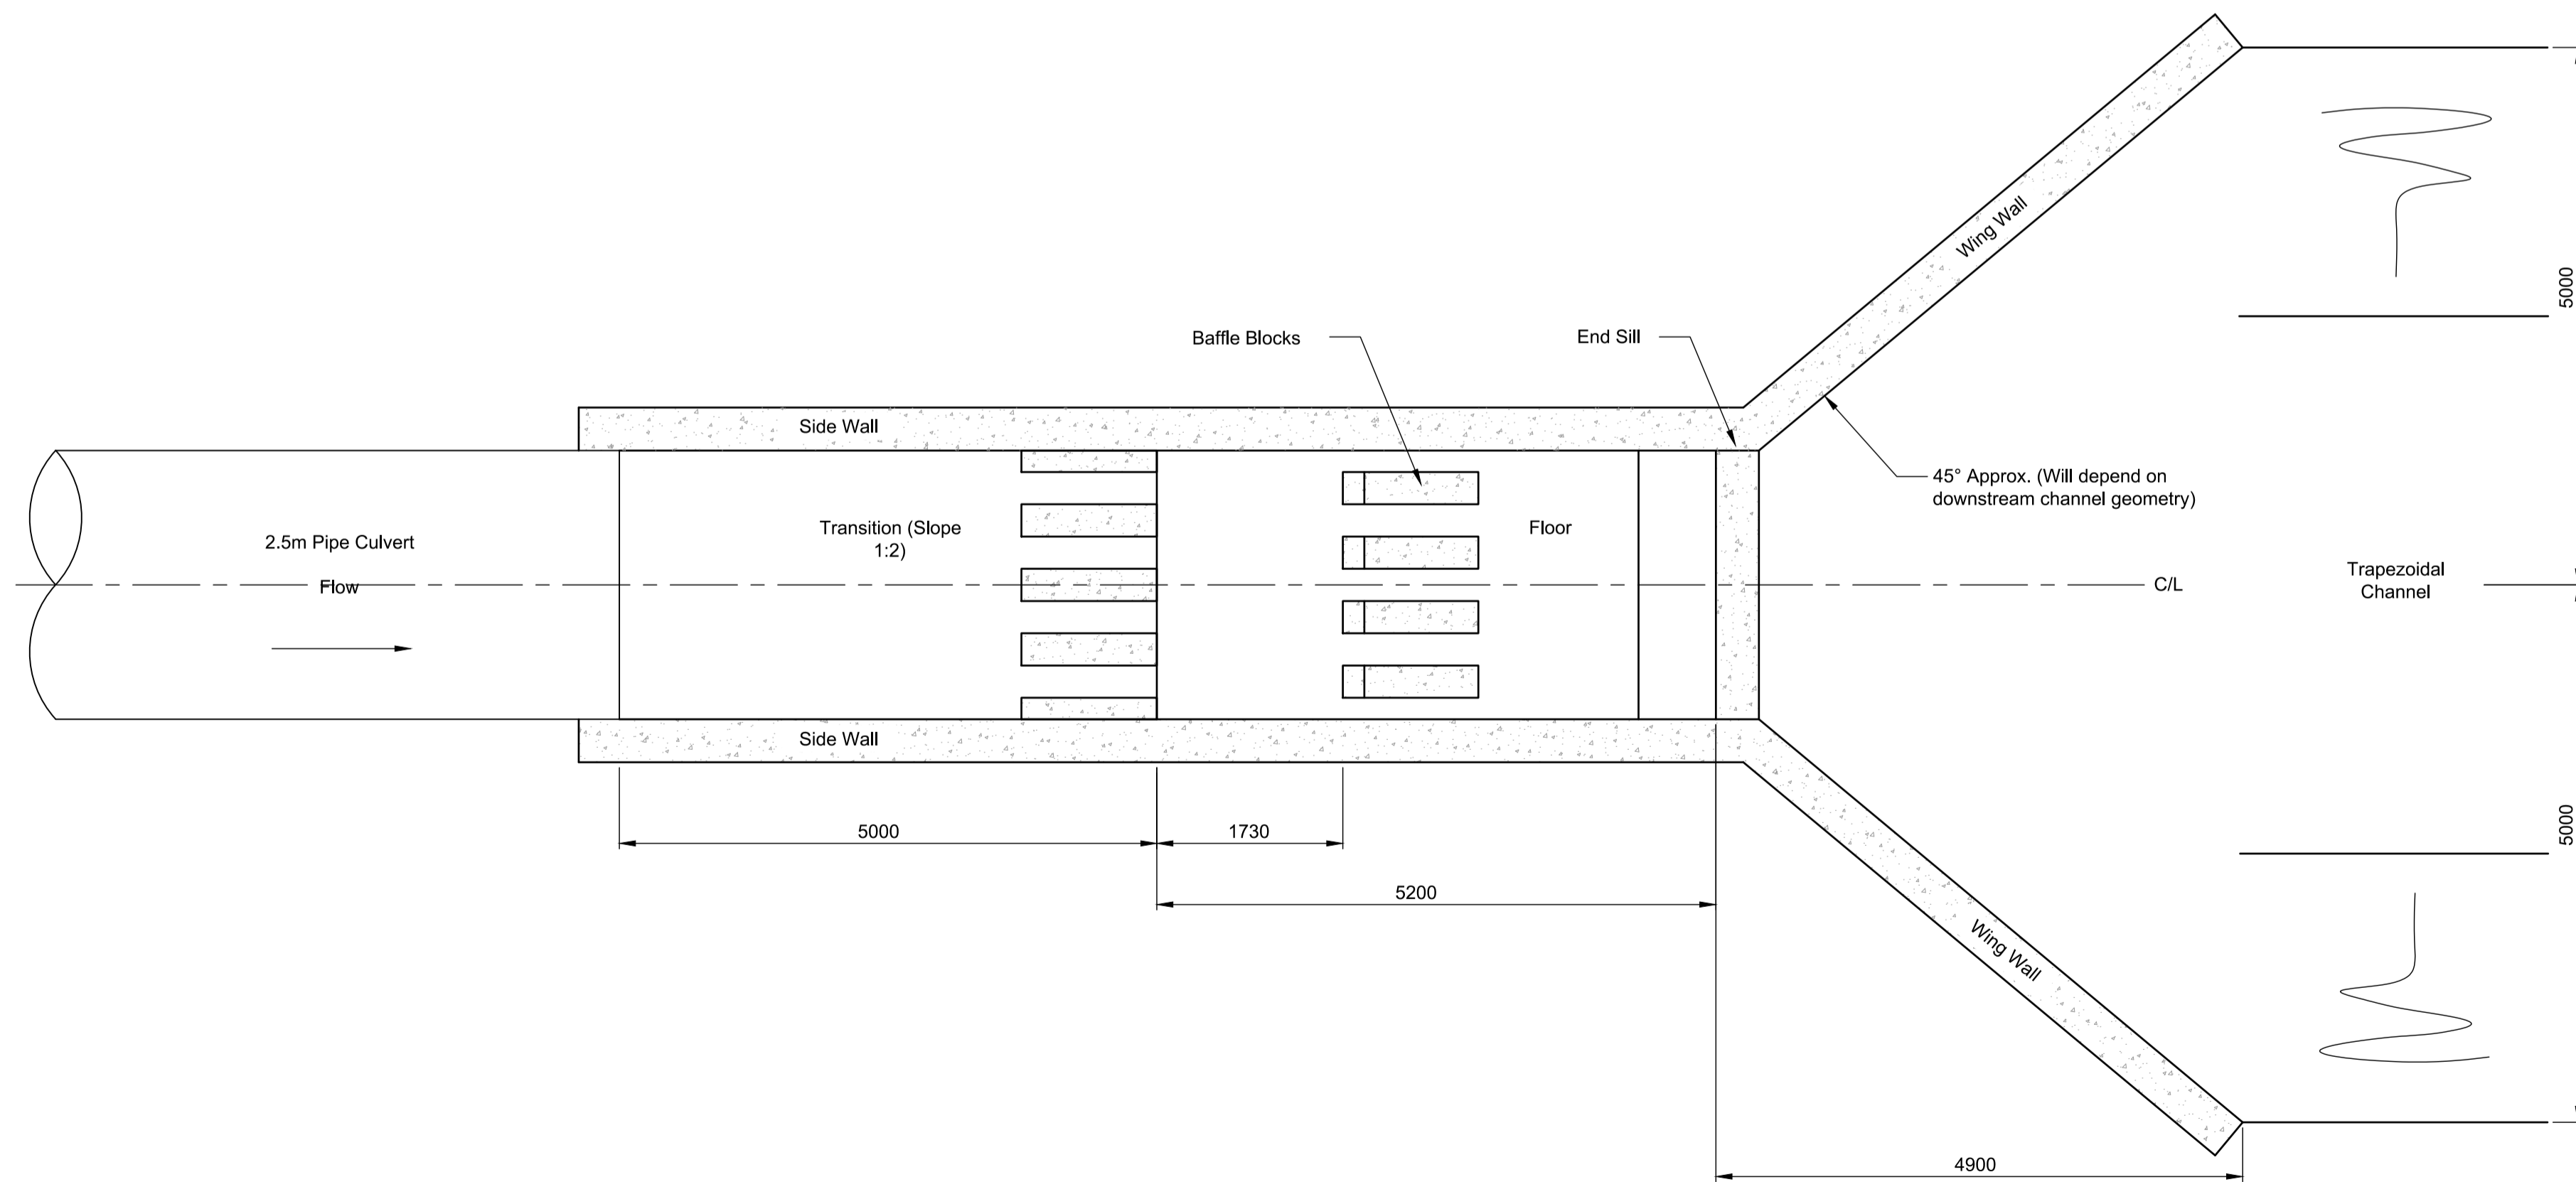 Wing Wall
5000
Baffle Blocks
End Sill
Side Wall
45° Approx. (Will depend on
downstream channel geometry)
2.5m Pipe Culvert
Flow
Transition (Slope
1:2)
Floor
C/L
Trapezoidal
Channel
Side Wall
5000
1730
5000
5200
Wing Wall
4900